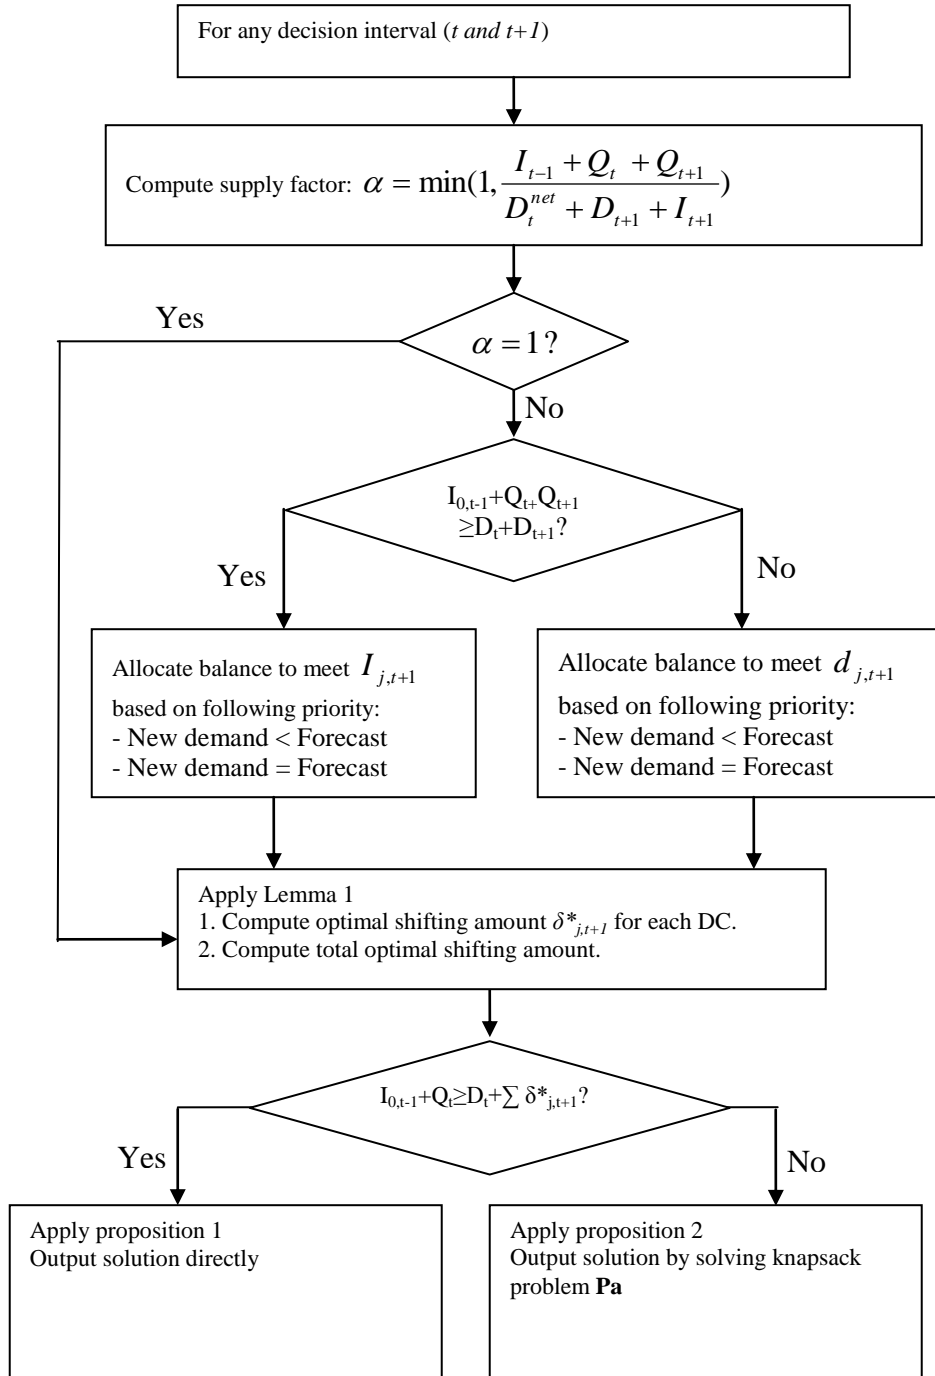 For any decision interval (t and t+1)
Compute supply factor: α = min(1, \frac{I_{t-1} + Q_t + Q_{t+1}}{D_t^{net} + D_{t+1} + I_{t+1}})
Yes
α = 1?
No
I_{0,t-1}+Q_{t+}Q_{t+1}
≥D_t+D_{t+1}?
Yes
No
Allocate balance to meet I_{j,t+1}
based on following priority:
- New demand < Forecast
- New demand = Forecast
Allocate balance to meet d_{j,t+1}
based on following priority:
- New demand < Forecast
- New demand = Forecast
Apply Lemma 1
1. Compute optimal shifting amount δ*_{j,t+1} for each DC.
2. Compute total optimal shifting amount.
I_{0,t-1}+Q_t≥D_t+∑ δ*_{j,t+1}?
Yes
No
Apply proposition 1
Output solution directly
Apply proposition 2
Output solution by solving knapsack
problem Pa